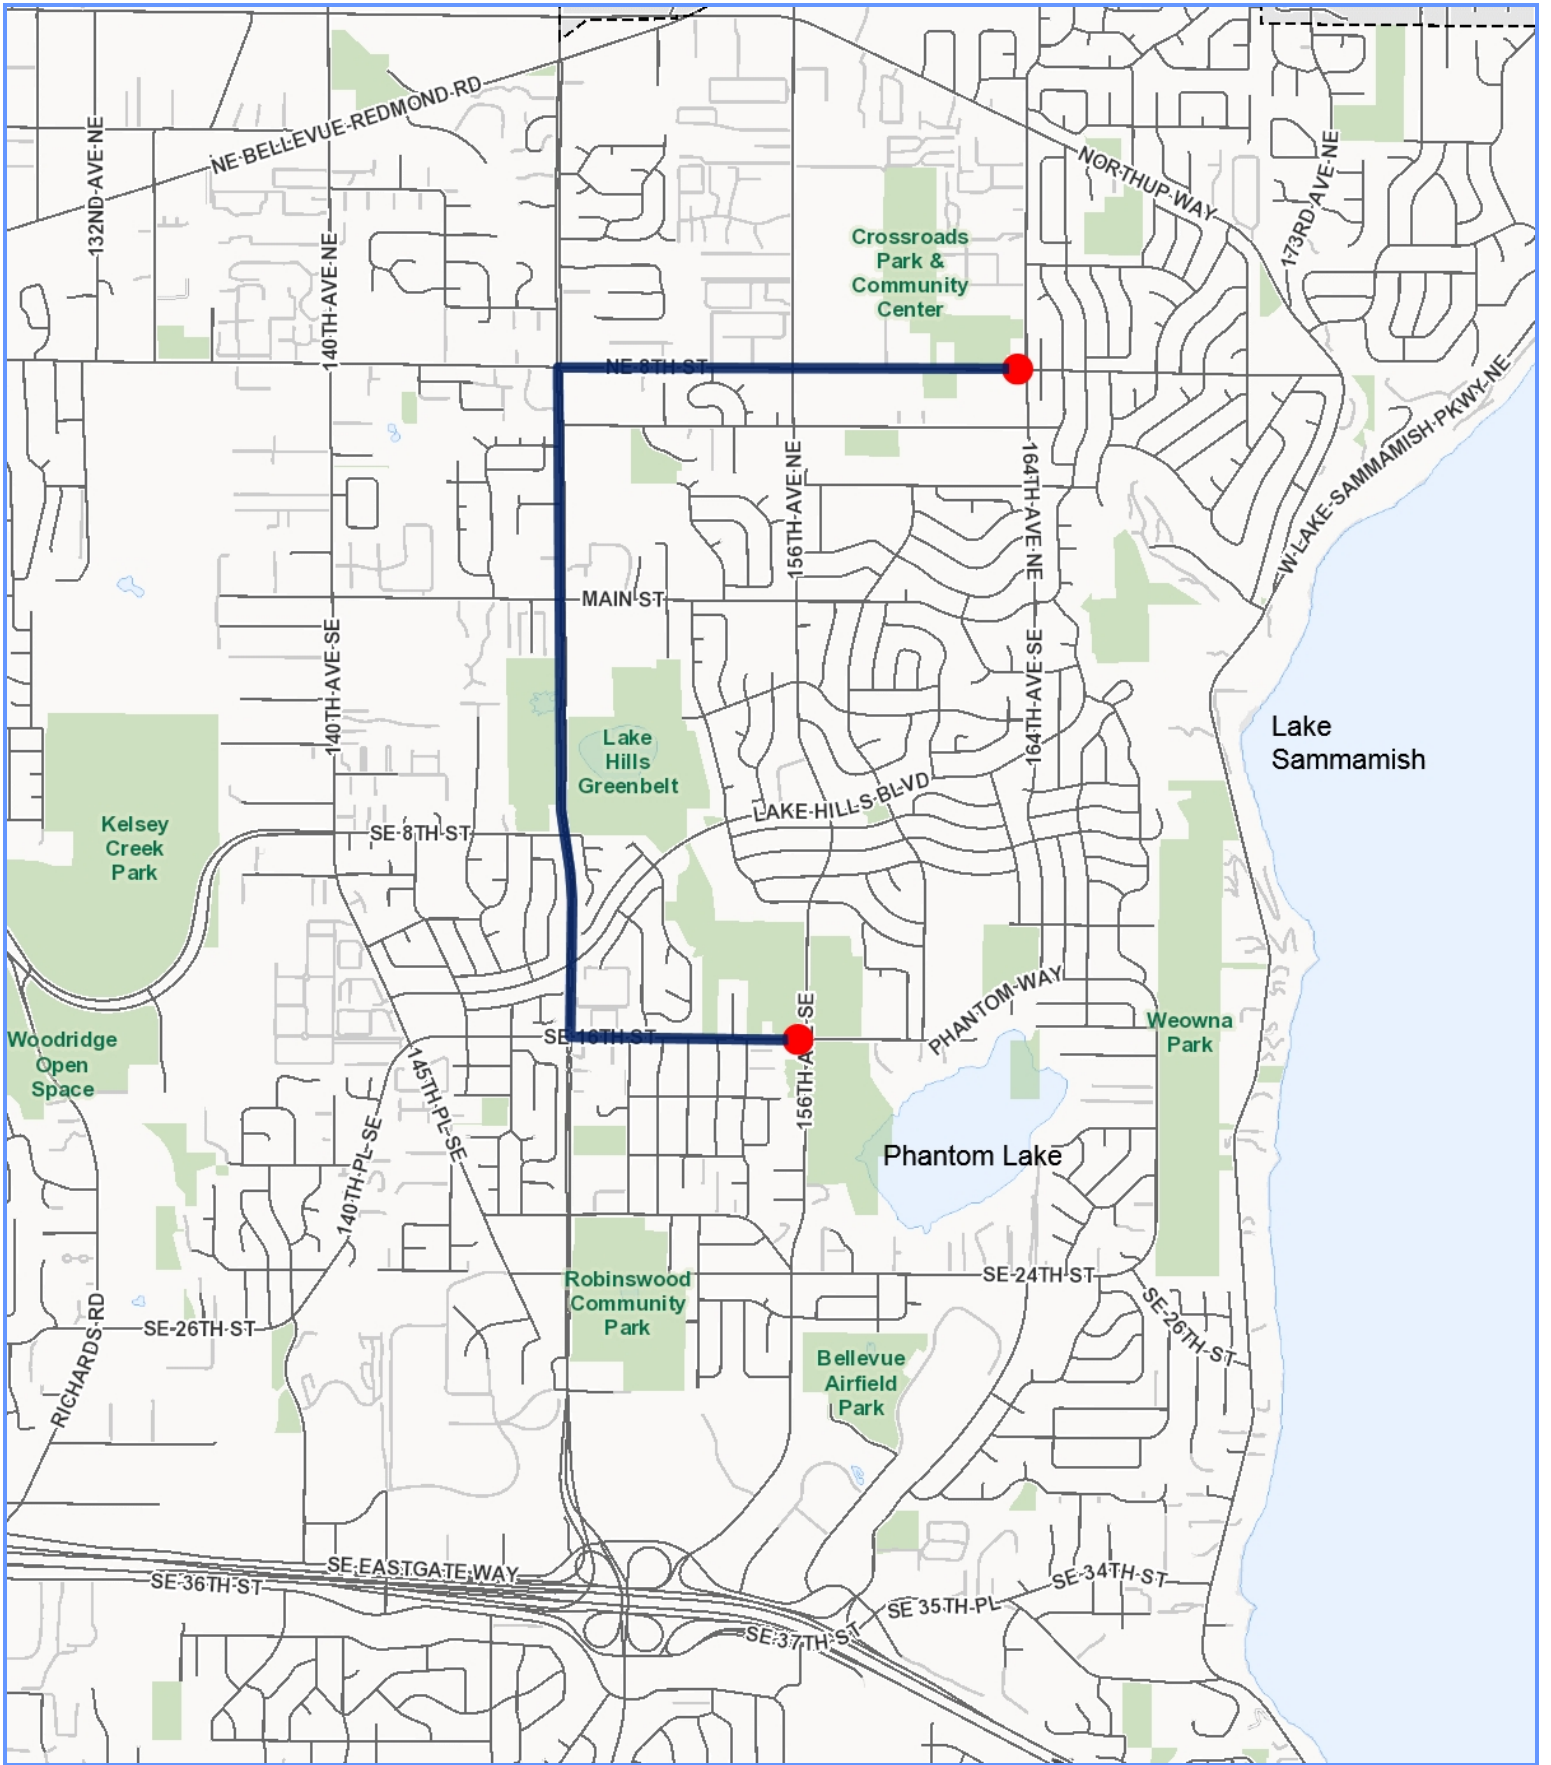 NE BELLEVUE-REDMOND RD
132ND AVE NE
NORTHUP WAY
173RD AVE NE
140TH AVE NE
Crossroads
Park &
Community
Center
NE 8TH ST
W LAKE SAMMAMISH PKWY NE
156TH AVE NE
164TH AVE NE
MAIN ST
140TH AVE SE
164TH AVE SE
Lake
Sammamish
Lake
Hills
Greenbelt
LAKE HILLS BLVD
Kelsey
Creek
Park
SE 8TH ST
PHANTOM WAY
Woodridge
Open
Space
SE 16TH ST
156TH A SE
Weowna
Park
145TH PL SE
140TH PL SE
Phantom Lake
SE 24TH ST
Robinswood
Community
Park
SE 26TH ST
RICHARDS RD
SE 26TH ST
Bellevue
Airfield
Park
SE EASTGATE WAY
SE 36TH ST
SE 34TH ST
SE 35TH PL
SE 37TH ST